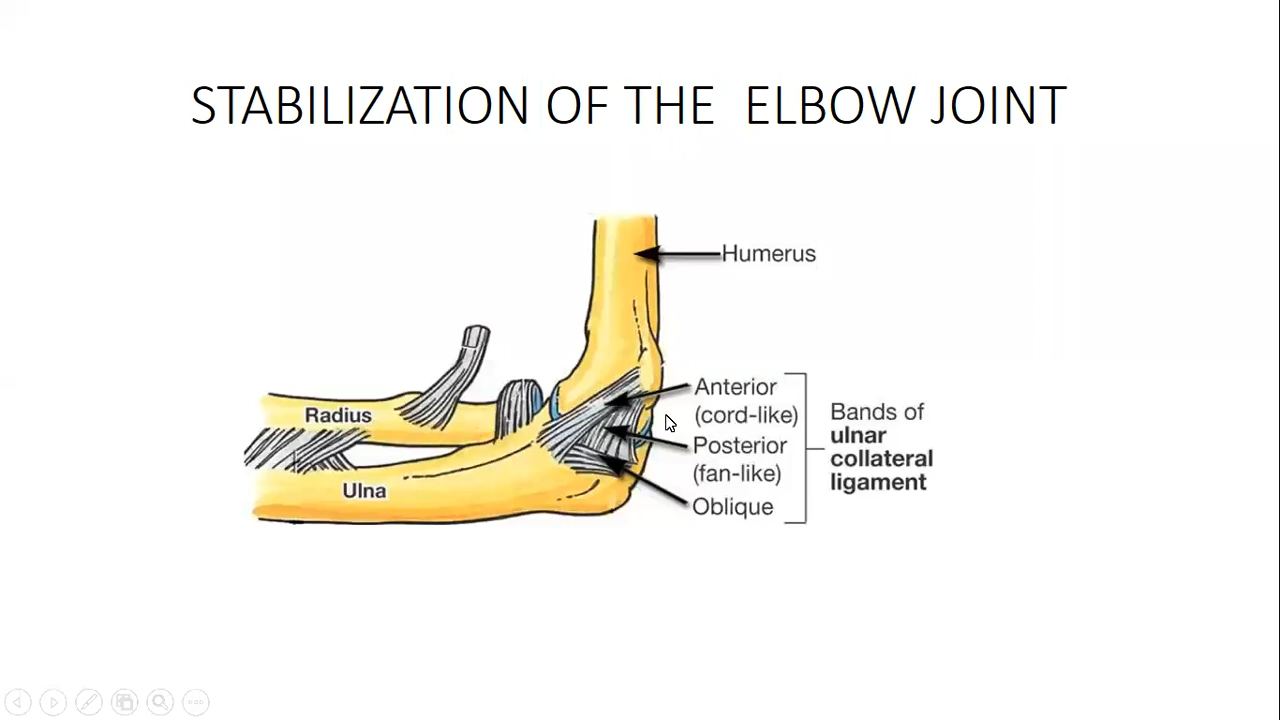 STABILIZATION OF THE ELBOW JOINT
Humerus
Radius
Ulna
Anterior
(cord-like)
Posterior
(fan-like)
Oblique
Bands of
ulnar
collateral
ligament